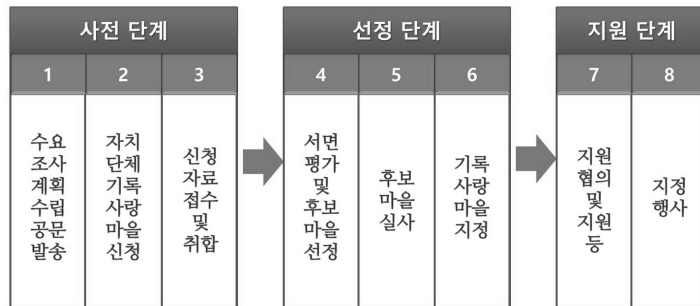 사전 단계
1
2
3
수요
조사
계획
수립
공문
발송
자치
단체
기록
사랑
마을
신청
신청
자료
접수
및
취합
선정 단계
4
5
6
서면
평가
및
후보
마을
선정
후보
마을
실사
기록
사랑
마을
지정
지원 단계
7
8
지원
협의
및
지원
등
지정
행사